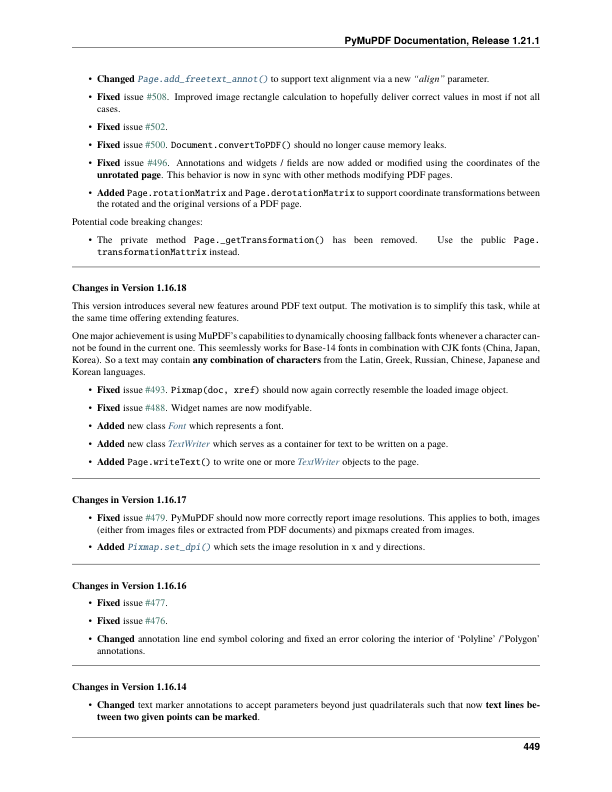 PyMuPDF Documentation, Release 1.21.1
• Changed Page.add_freetext_annot() to support text alignment via a new “align” parameter.
• Fixed issue #508. Improved image rectangle calculation to hopefully deliver correct values in most if not all
cases.
• Fixed issue #502.
• Fixed issue #500. Document.convertToPDF() should no longer cause memory leaks.
• Fixed issue #496. Annotations and widgets / fields are now added or modified using the coordinates of the
unrotated page. This behavior is now in sync with other methods modifying PDF pages.
• Added Page.rotationMatrix and Page.derotationMatrix to support coordinate transformations between
the rotated and the original versions of a PDF page.
Potential code breaking changes:
• The private method Page._getTransformation() has been removed. Use the public Page.
transformationMattrix instead.
Changes in Version 1.16.18
This version introduces several new features around PDF text output. The motivation is to simplify this task, while at
the same time offering extending features.
One major achievement is using MuPDF’s capabilities to dynamically choosing fallback fonts whenever a character can-
not be found in the current one. This seemlessly works for Base-14 fonts in combination with CJK fonts (China, Japan,
Korea). So a text may contain any combination of characters from the Latin, Greek, Russian, Chinese, Japanese and
Korean languages.
• Fixed issue #493. Pixmap(doc, xref) should now again correctly resemble the loaded image object.
• Fixed issue #488. Widget names are now modifyable.
• Added new class Font which represents a font.
• Added new class TextWriter which serves as a container for text to be written on a page.
• Added Page.writeText() to write one or more TextWriter objects to the page.
Changes in Version 1.16.17
• Fixed issue #479. PyMuPDF should now more correctly report image resolutions. This applies to both, images
(either from images files or extracted from PDF documents) and pixmaps created from images.
• Added Pixmap.set_dpi() which sets the image resolution in x and y directions.
Changes in Version 1.16.16
• Fixed issue #477.
• Fixed issue #476.
• Changed annotation line end symbol coloring and fixed an error coloring the interior of ‘Polyline’ /‘Polygon’
annotations.
Changes in Version 1.16.14
• Changed text marker annotations to accept parameters beyond just quadrilaterals such that now text lines be-
tween two given points can be marked.
449